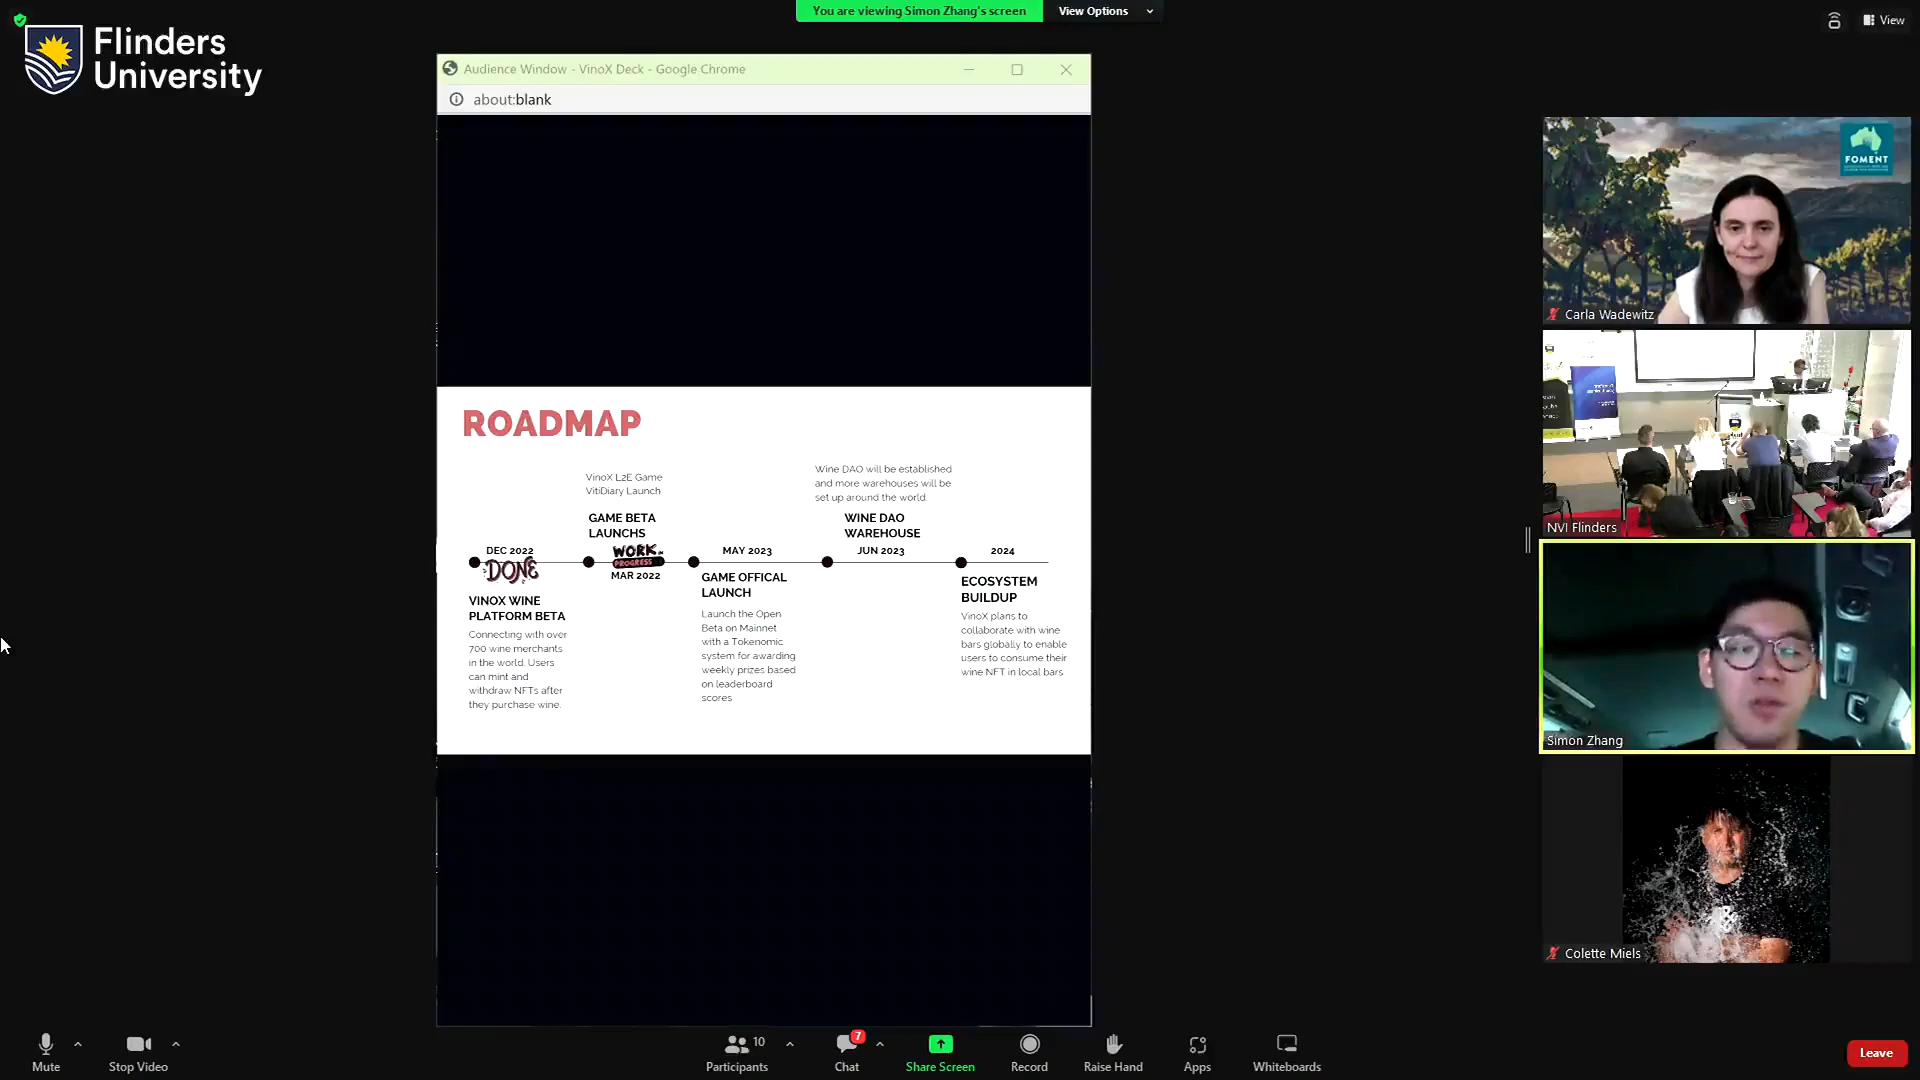 You are viewing Simon Zhang's screen
View Options
View
Flinders
University
Audience Window - VinoX Deck - Google Chrome
about:blank
ROADMAP
VinoX L2E Game
VitiDiary Launch
GAME BETA
LAUNCHS
Wine DAO will be established
and more warehouses will be
set up around the world.
WINE DAO
WAREHOUSE
DEC 2022
DONE
WORK IN
PROGRESS
MAR 2022
MAY 2023
JUN 2023
2024
VINOX WINE
PLATFORM BETA
Connecting with over
700 wine merchants
in the world. Users
can mint and
withdraw NFTs after
they purchase wine.
GAME OFFICAL
LAUNCH
Launch the Open
Beta on Mainnet
with a Tokenomic
system for awarding
weekly prizes based
on leaderboard
scores
ECOSYSTEM
BUILDUP
VinoX plans to
collaborate with wine
bars globally to enable
users to consume their
wine NFT in local bars
FOMENT
Carla Wadewitz
NVI Flinders
Simon Zhang
Colette Miels
Mute
Stop Video
Participants
10
Chat
7
Share Screen
Record
Raise Hand
Apps
Whiteboards
Leave